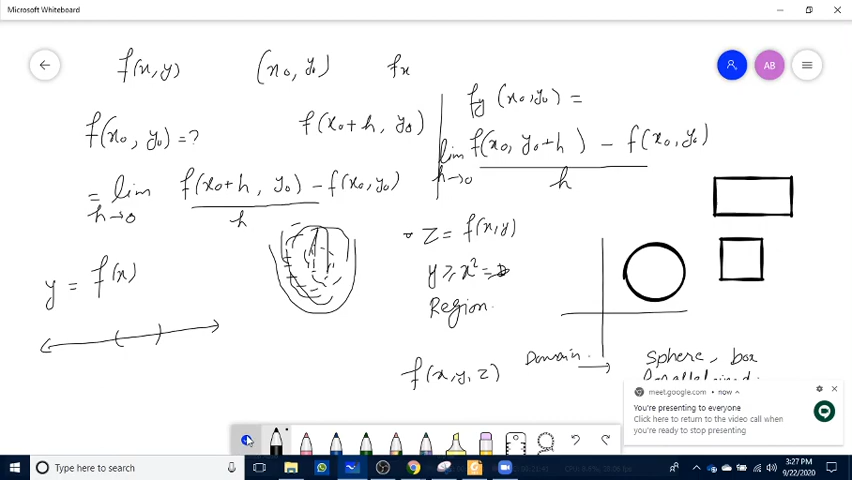 Microsoft Whiteboard
AB
f(x,y) (x0, y0) fx
f(x0, y0) = ? f(x0+h, y0)
= lim h→0 f(x0+h, y0) - f(x0, y0) / h
y = f(x)
fy (x0, y0) =
lim h→0 f(x0, y0+h) - f(x0, y0) / h
Z = f(x,y)
y ≥ x² =
Region.
f(x, y, z) Domain. → Sphere, box
meet.google.com • now
You're presenting to everyone
Click here to return to the video call when
you're ready to stop presenting
Type here to search
3:27 PM
9/22/2020